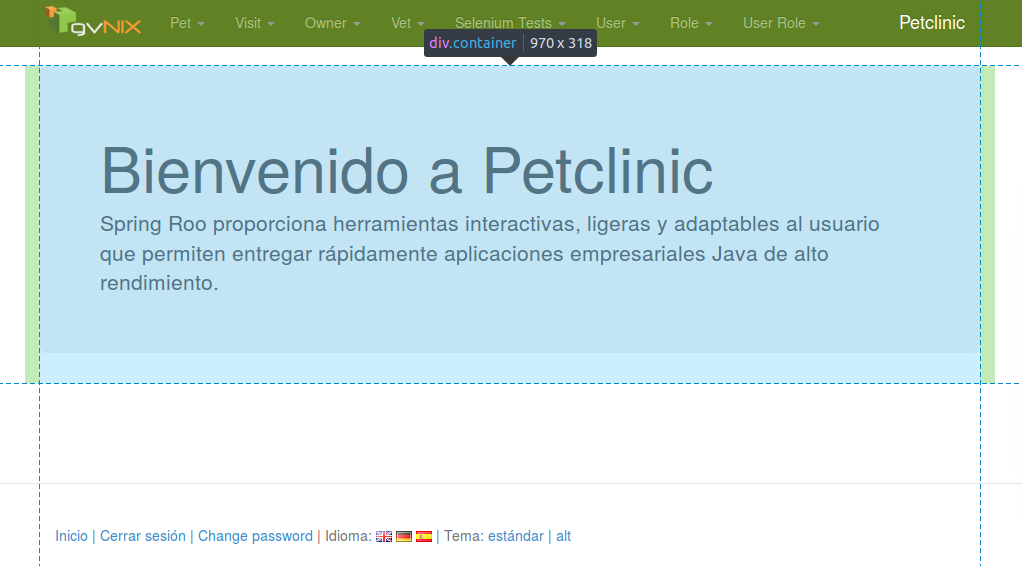 gvNIX Pet Visit Owner Vet Selenium Tests User Role User Role Petclinic
div.container 970 x 318
Bienvenido a Petclinic
Spring Roo proporciona herramientas interactivas, ligeras y adaptables al usuario
que permiten entregar rápidamente aplicaciones empresariales Java de alto
rendimiento.
Inicio | Cerrar sesión | Change password | Idioma: | Tema: estándar | alt